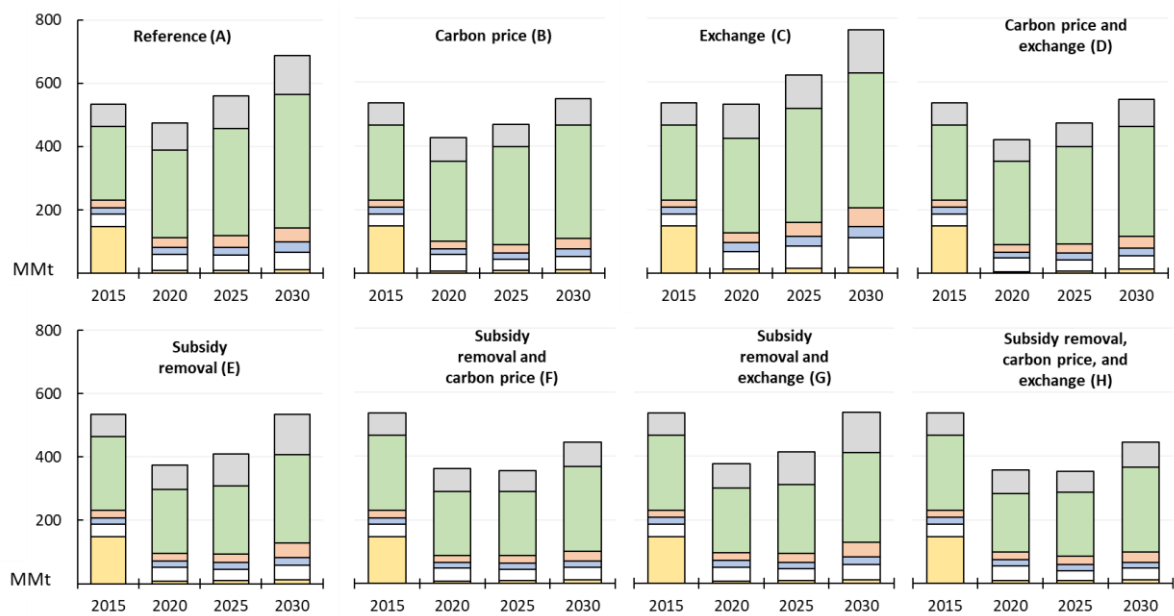 800
Reference (A)
Carbon price (B)
Exchange (C)
Carbon price and
exchange (D)
600
400
200
MMt
2015 2020 2025 2030
2015 2020 2025 2030
2015 2020 2025 2030
2015 2020 2025 2030
800
Subsidy
removal (E)
Subsidy
removal and
carbon price (F)
Subsidy
removal and
exchange (G)
Subsidy removal,
carbon price, and
exchange (H)
600
400
200
MMt
2015 2020 2025 2030
2015 2020 2025 2030
2015 2020 2025 2030
2015 2020 2025 2030